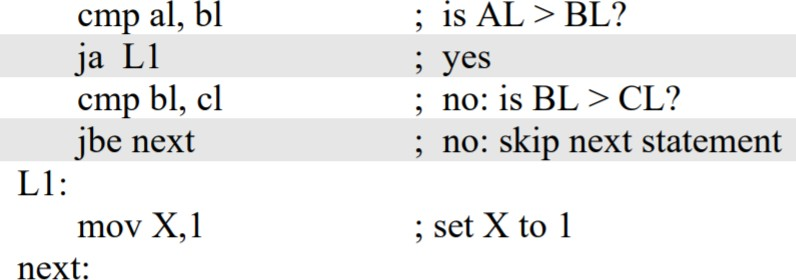 cmp al, bl ; is AL > BL?
ja L1 ; yes
cmp bl, cl ; no: is BL > CL?
jbe next ; no: skip next statement
L1:
mov X,1 ; set X to 1
next: